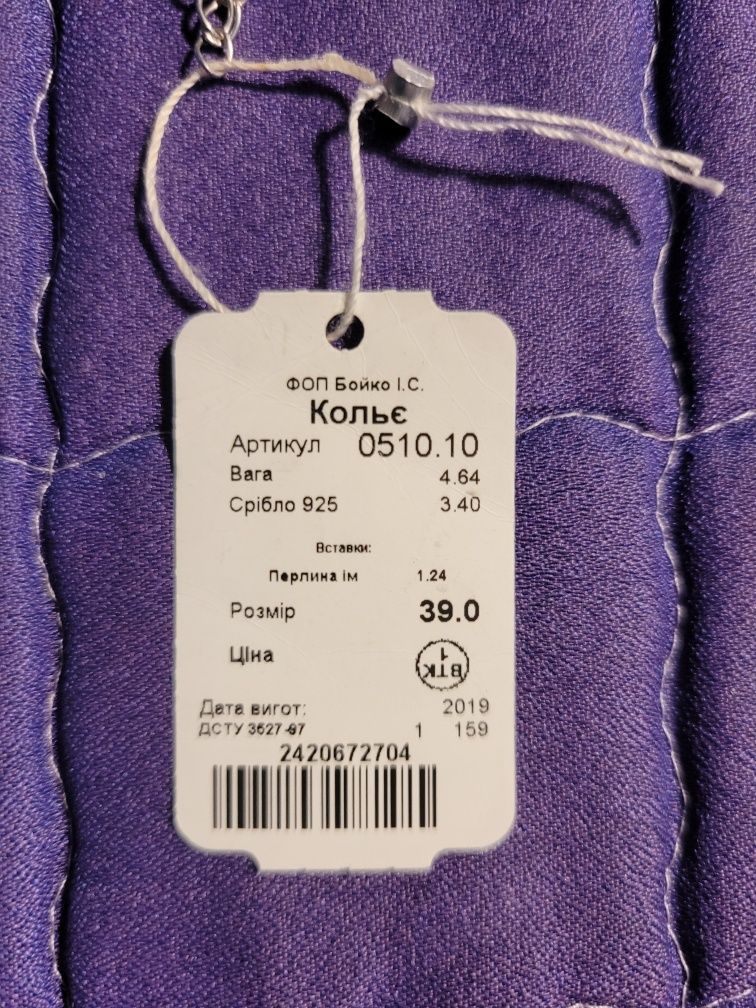 ФОП Бойко І.С.
Кольє
Артикул 0510.10
Вага 4.64
Срібло 925 3.40
Вставки:
Перлина ім 1.24
Розмір 39.0
ЦІна
ВТК 1
Дата вигот: 2019
ДСТУ 3527-97 1 159
2420672704